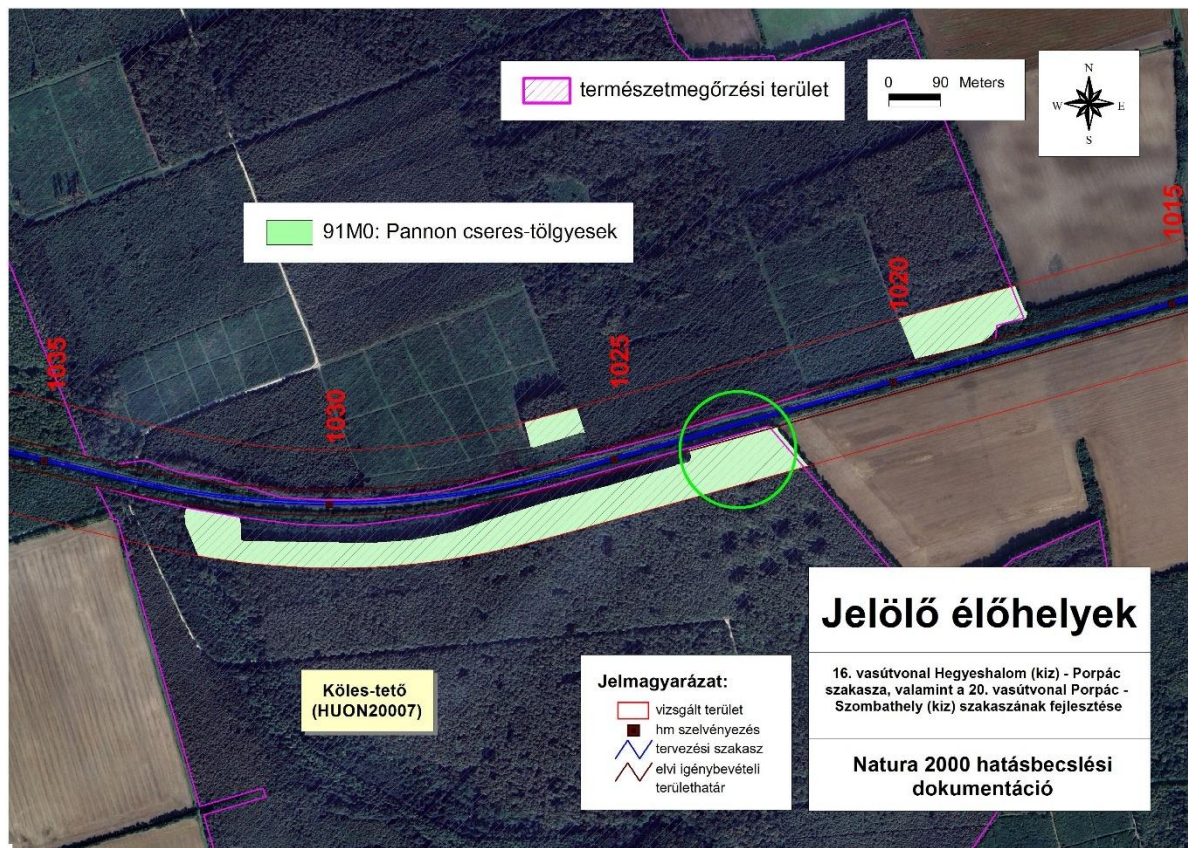 természetmegőrzési terület
0 90 Meters
N
W E
S
91M0: Pannon cseres-tölgyesek
1015
1020
1025
1030
1035
Köles-tető
(HUON20007)
Jelmagyarázat:
vizsgált terület
hm szelvényezés
tervezési szakasz
elvi igénybevételi
területhatár
Jelölő élőhelyek
16. vasútvonal Hegyeshalom (kiz) - Porpác
szakasza, valamint a 20. vasútvonal Porpác -
Szombathely (kiz) szakaszának fejlesztése
Natura 2000 hatásbecslési
dokumentáció